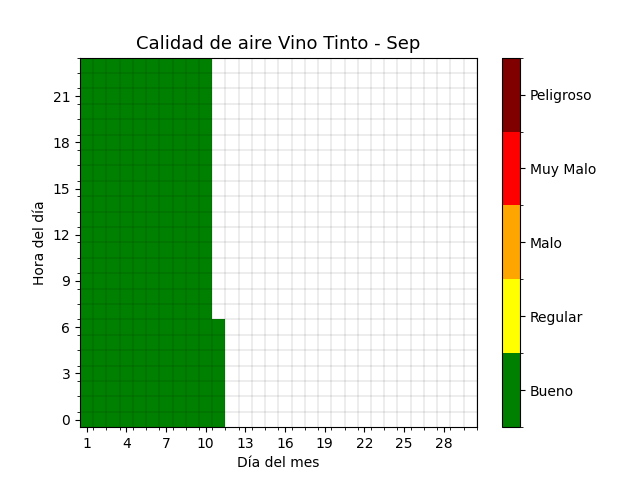 Calidad de aire Vino Tinto - Sep
Hora del día
21
18
15
12
9
6
3
0
1 4 7 10 13 16 19 22 25 28
Día del mes
Peligroso
Muy Malo
Malo
Regular
Bueno